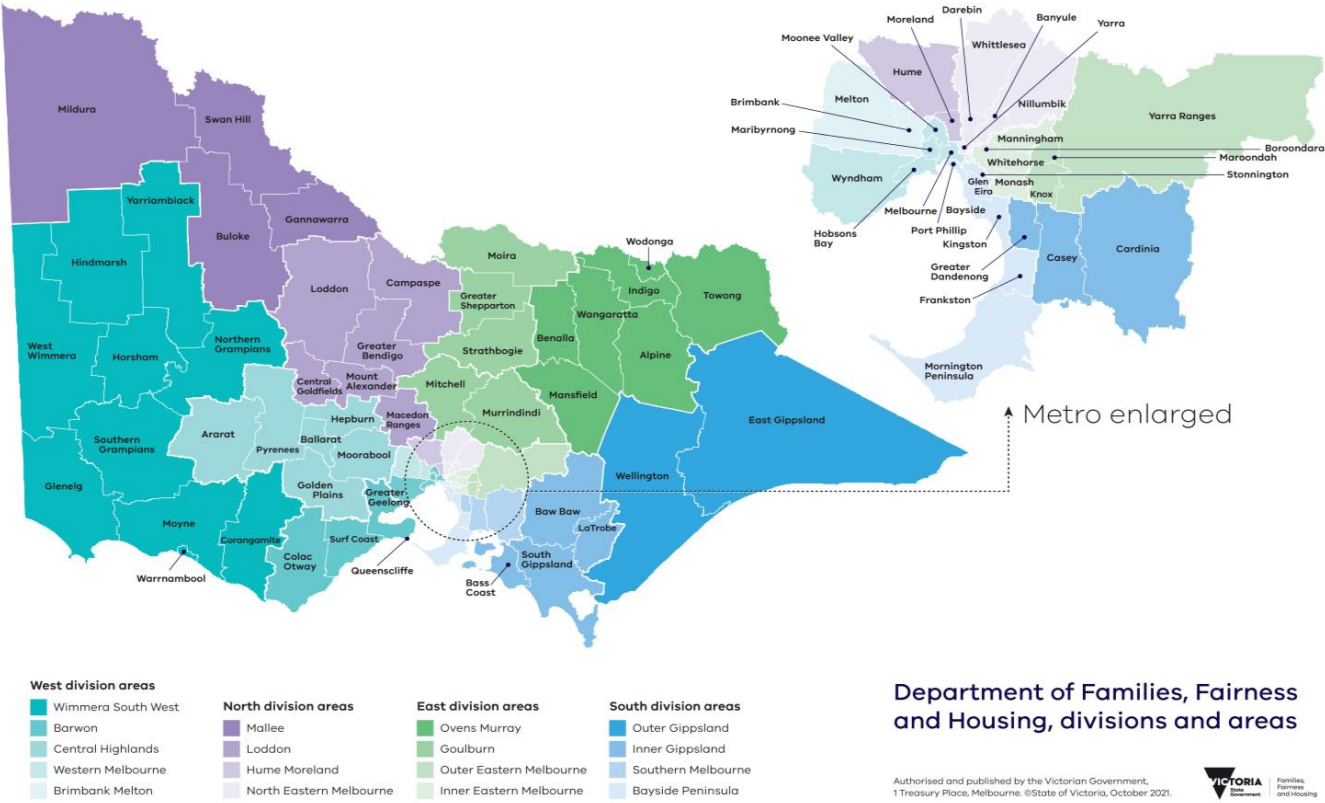 Mildura
Swan Hill
Yarriambiack
Gannawarra
Buloke
Hindmarsh
Loddon
Campaspe
Moira
Wodonga
Indigo
Towong
Greater
Shepparton
Wangaratta
Benalla
Alpine
Strathbogie
West
Wimmera
Horsham
Northern
Grampians
Greater
Bendigo
Central
Goldfields
Mount
Alexander
Mitchell
Mansfield
Murrindindi
Macedon
Ranges
Hepburn
Ararat
Pyrenees
Ballarat
Moorabool
Southern
Grampians
East Gippsland
Wellington
Glenelg
Golden
Plains
Greater
Geelong
Moyne
Corangamite
Surf Coast
Colac
Otway
Warrnambool
Queenscliffe
Baw Baw
LaTrobe
South
Gippsland
Bass
Coast
Moreland
Darebin
Banyule
Yarra
Moonee Valley
Whittlesea
Hume
Melton
Nillumbik
Brimbank
Yarra Ranges
Maribyrnong
Manningham
Boroondara
Whitehorse
Maroondah
Wyndham
Stonnington
Glen
Eira
Monash
Knox
Melbourne
Bayside
Hobsons
Bay
Port Phillip
Kingston
Cardinia
Casey
Greater
Dandenong
Frankston
Mornington
Peninsula
Metro enlarged
West division areas
Wimmera South West
Barwon
Central Highlands
Western Melbourne
Brimbank Melton
North division areas
Mallee
Loddon
Hume Moreland
North Eastern Melbourne
East division areas
Ovens Murray
Goulburn
Outer Eastern Melbourne
Inner Eastern Melbourne
South division areas
Outer Gippsland
Inner Gippsland
Southern Melbourne
Bayside Peninsula
Department of Families, Fairness
and Housing, divisions and areas
Authorised and published by the Victorian Government,
1 Treasury Place, Melbourne. ©State of Victoria, October 2021.
VICTORIA
State
Government
Families,
Fairness
and Housing